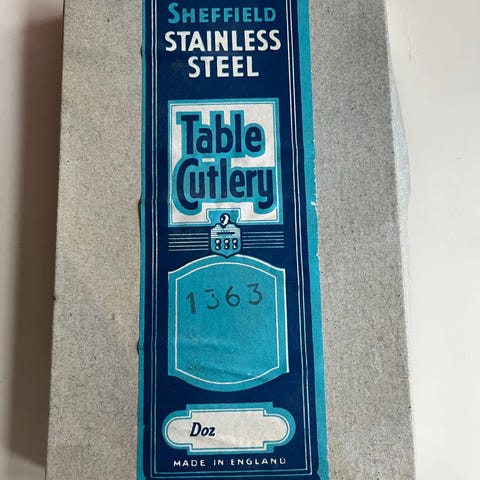 SHEFFIELD
STAINLESS
STEEL
Table
Cutlery
1363
Doz
MADE IN ENGLAND